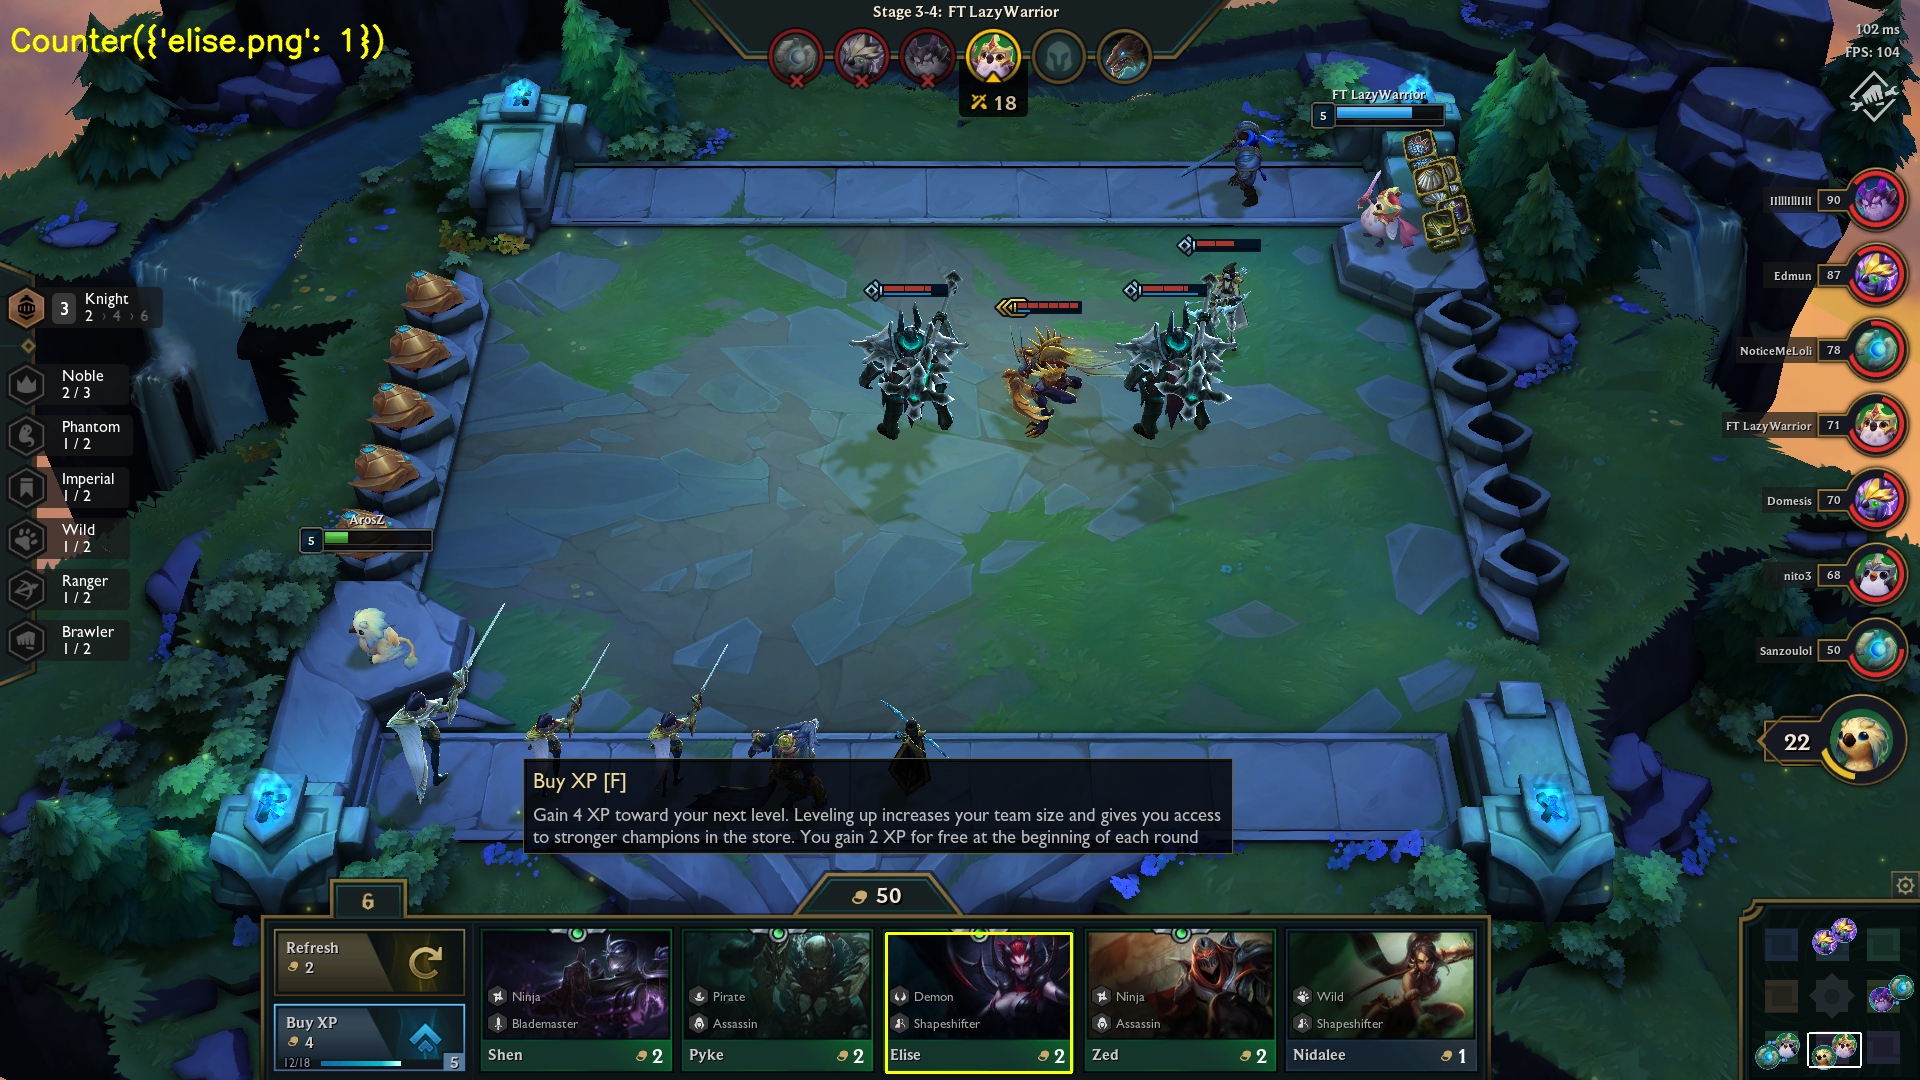 Counter({'elise.png': 1})
Stage 3-4: FT LazyWarrior
18
102 ms
FPS: 104
FT LazyWarrior
5
IIIIIIIIIIII 90
Edmun 87
NoticeMeLoli 78
FT LazyWarrior 71
Domesis 70
nito3 68
Sanzoulol 50
22
3 Knight
2 › 4 › 6
Noble
2 / 3
Phantom
1 / 2
Imperial
1 / 2
Wild
1 / 2
Ranger
1 / 2
Brawler
1 / 2
ArosZ
5
Buy XP [F]
Gain 4 XP toward your next level. Leveling up increases your team size and gives you access
to stronger champions in the store. You gain 2 XP for free at the beginning of each round
6
50
Refresh
2
Buy XP
4
12/18
5
Ninja
Blademaster
Shen 2
Pirate
Assassin
Pyke 2
Demon
Shapeshifter
Elise 2
Ninja
Assassin
Zed 2
Wild
Shapeshifter
Nidalee 1